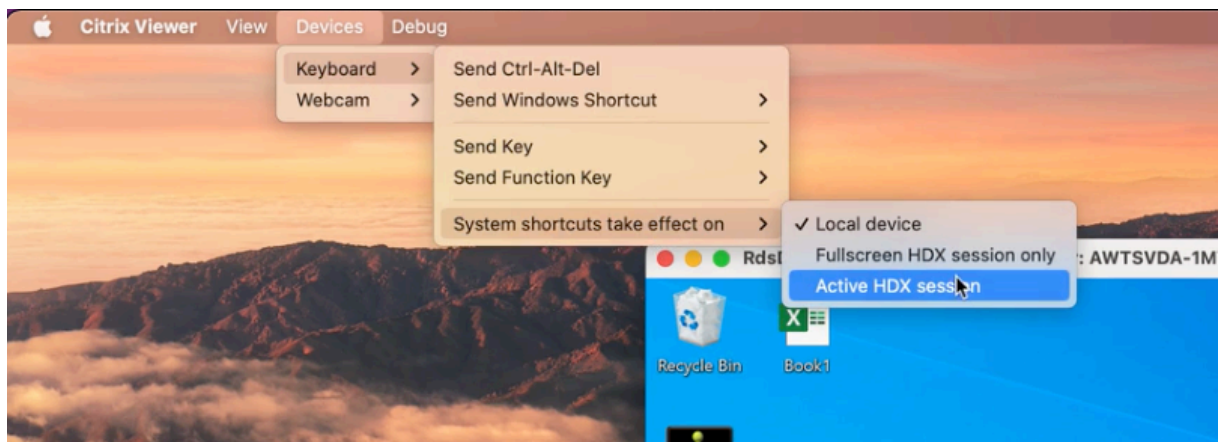 Citrix Viewer View Devices Debug
Keyboard > Send Ctrl-Alt-Del
Webcam > Send Windows Shortcut >
Send Key >
Send Function Key >
System shortcuts take effect on > ✓ Local device
Fullscreen HDX session only
: AWTSVDA-1M
Active HDX session
Recycle Bin Book1